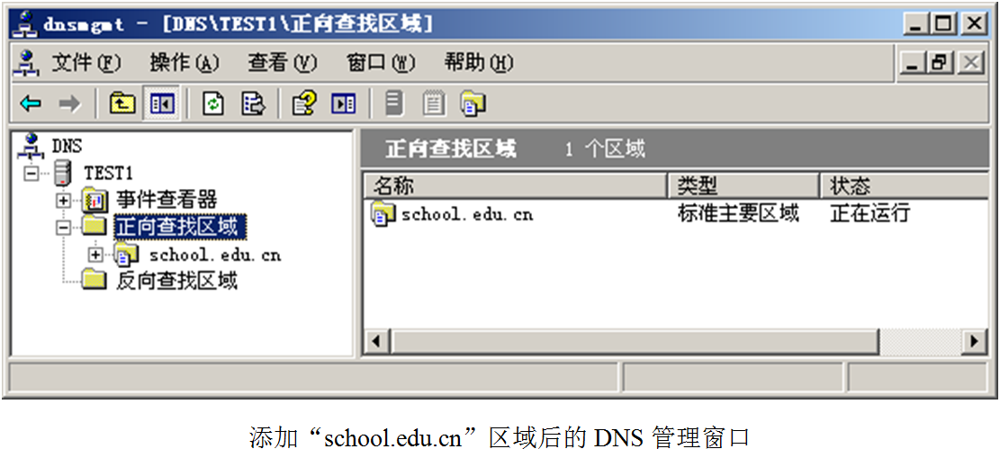 dnsmgmt - [DNS\TEST1\正向查找区域]
文件(F) 操作(A) 查看(V) 窗口(W) 帮助(H)
DNS
TEST1
事件查看器
正向查找区域
school.edu.cn
反向查找区域
正向查找区域 1 个区域
名称 类型 状态
school.edu.cn 标准主要区域 正在运行
添加“school.edu.cn”区域后的 DNS 管理窗口